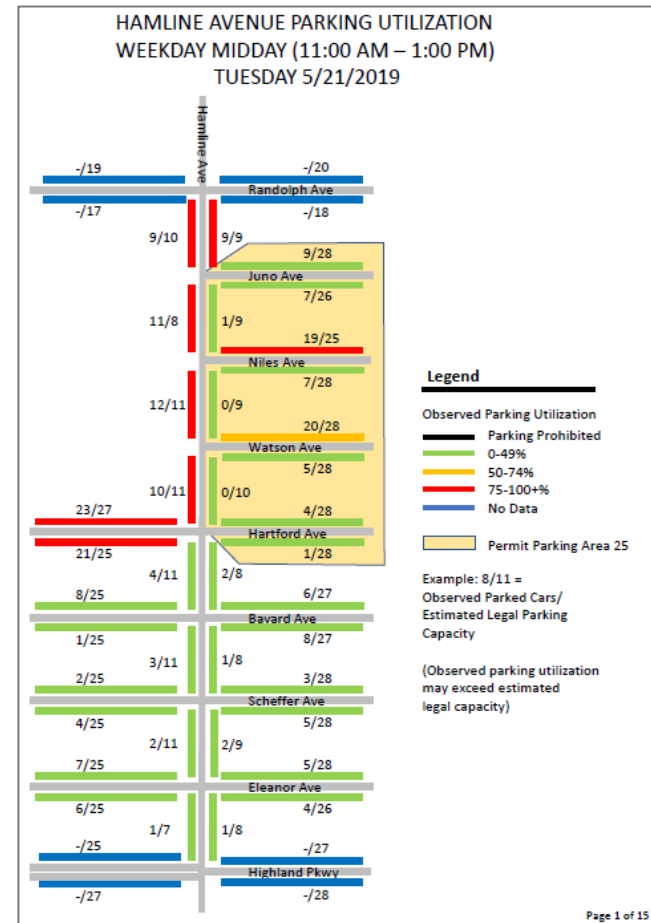 HAMLINE AVENUE PARKING UTILIZATION
WEEKDAY MIDDAY (11:00 AM – 1:00 PM)
TUESDAY 5/21/2019
Hamline Ave
-/19
-/20
Randolph Ave
-/17
-/18
9/10
9/9
9/28
Juno Ave
7/26
11/8
1/9
19/25
Niles Ave
7/28
12/11
0/9
20/28
Watson Ave
5/28
10/11
0/10
23/27
4/28
Hartford Ave
21/25
1/28
4/11
2/8
8/25
6/27
Bayard Ave
1/25
8/27
3/11
1/8
2/25
3/28
Scheffer Ave
4/25
5/28
2/11
2/9
7/25
5/28
Eleanor Ave
6/25
4/26
1/7
1/8
-/25
-/27
Highland Pkwy
-/27
-/28
Legend
Observed Parking Utilization
Parking Prohibited
0-49%
50-74%
75-100+%
No Data
Permit Parking Area 25
Example: 8/11 =
Observed Parked Cars/
Estimated Legal Parking
Capacity
(Observed parking utilization
may exceed estimated
legal capacity)
Page 1 of 15